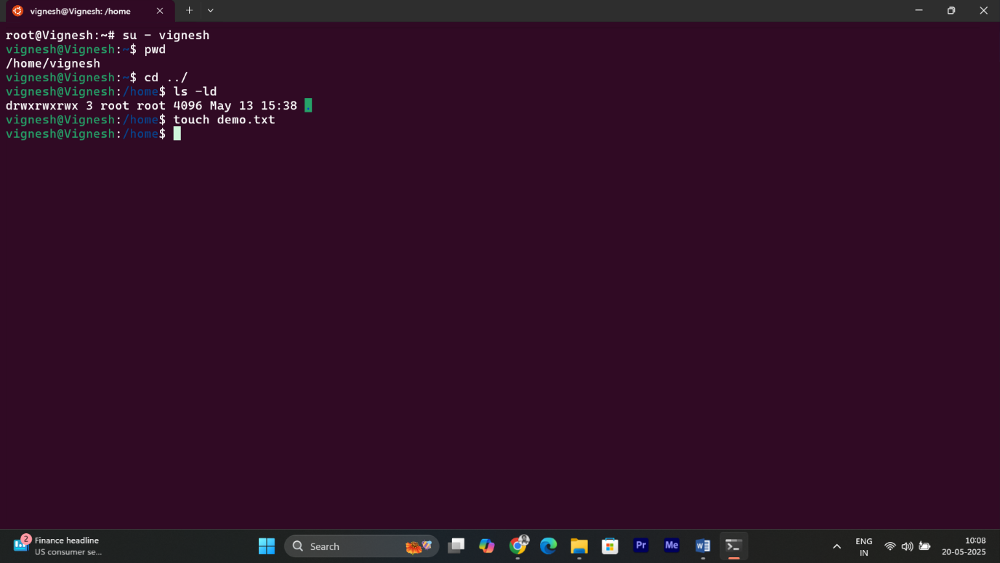 vignesh@Vignesh: /home
root@Vignesh:~# su - vignesh
vignesh@Vignesh:~$ pwd
/home/vignesh
vignesh@Vignesh:~$ cd ../
vignesh@Vignesh:/home$ ls -ld
drwxrwxrwx 3 root root 4096 May 13 15:38 .
vignesh@Vignesh:/home$ touch demo.txt
vignesh@Vignesh:/home$
2
Finance headline
US consumer se...
Search
Pr
Me
ENG
IN
10:08
20-05-2025